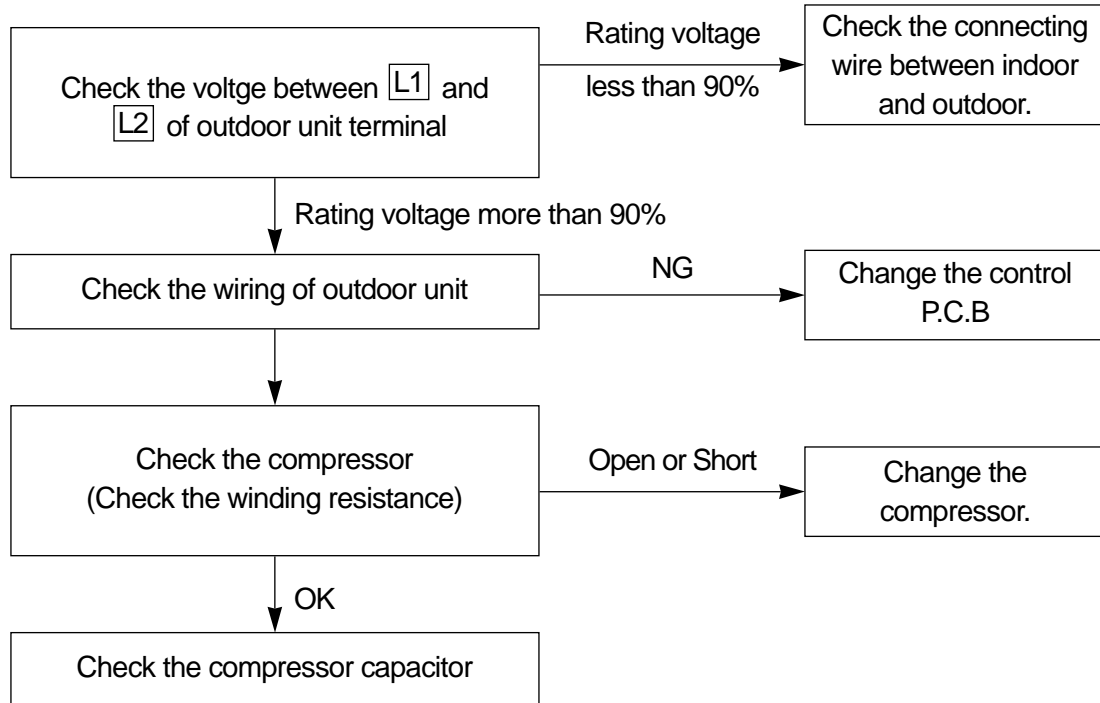 Check the voltge between L1 and
L2 of outdoor unit terminal
Rating voltage
less than 90%
Check the connecting
wire between indoor
and outdoor.
Rating voltage more than 90%
Check the wiring of outdoor unit
NG
Change the control
P.C.B
Check the compressor
(Check the winding resistance)
Open or Short
Change the
compressor.
OK
Check the compressor capacitor